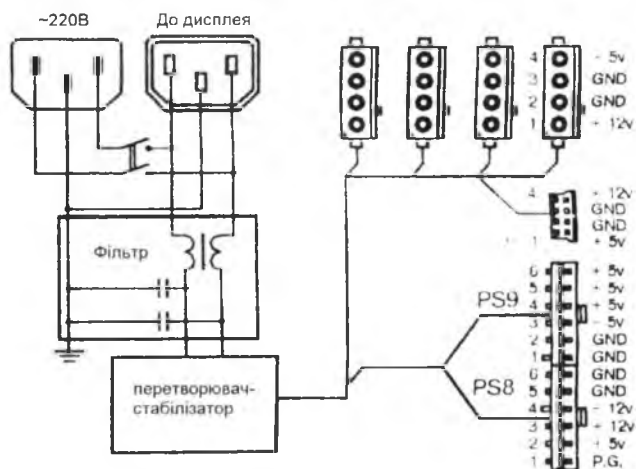 ~220В
До дисплея
4 - 5v
3 GND
2 GND
1 + 12v
4 - 12v
GND
GND
1 + 5v
Фільтр
перетворювач-
стабілізатор
PS9
PS8
6 + 5v
5 + 5v
4 + 5v
3 - 5v
2 GND
1 GND
6 GND
5 GND
4 - 12v
3 + 12v
2 + 5v
1 P.G.